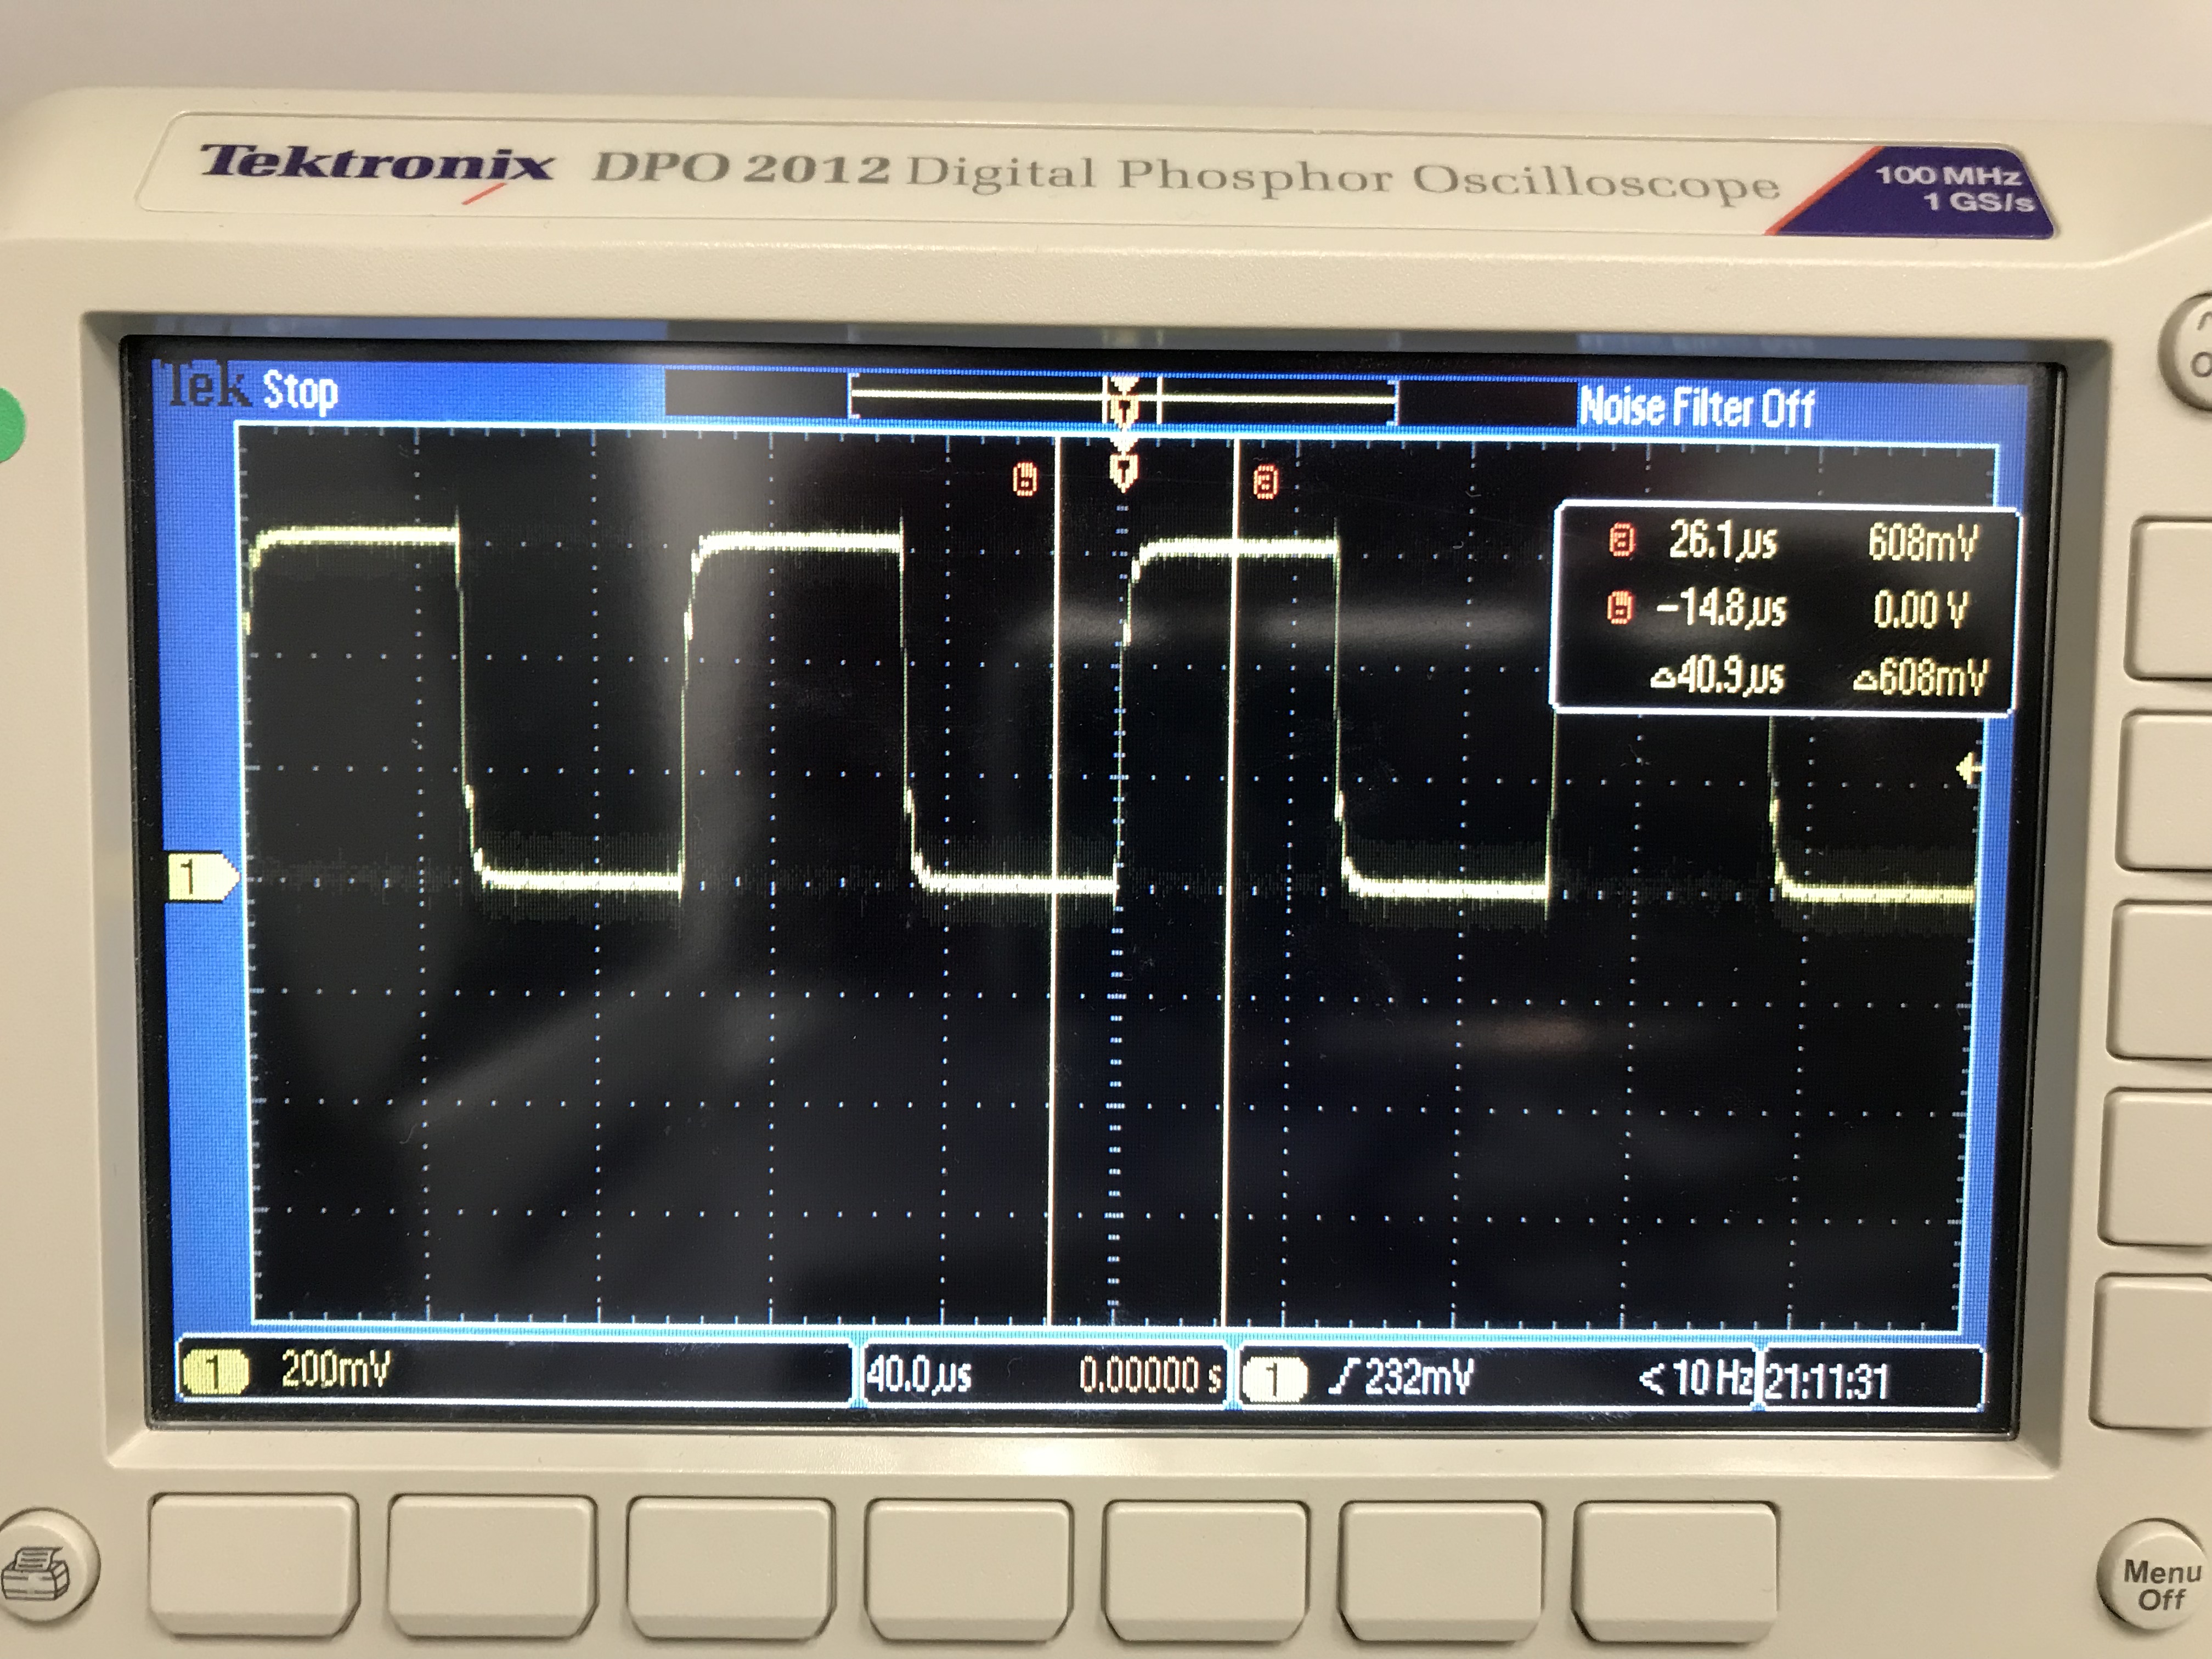 Tektronix DPO 2012 Digital Phosphor Oscilloscope
100 MHz
1 GS/s
Tek Stop
Noise Filter Off
T
b T a
a 26.1µs 608mV
b −14.8µs 0.00 V
△40.9µs △608mV
1
1 200mV 40.0µs 0.00000 s 1 232mV < 10 Hz 21:11:31
Menu
Off